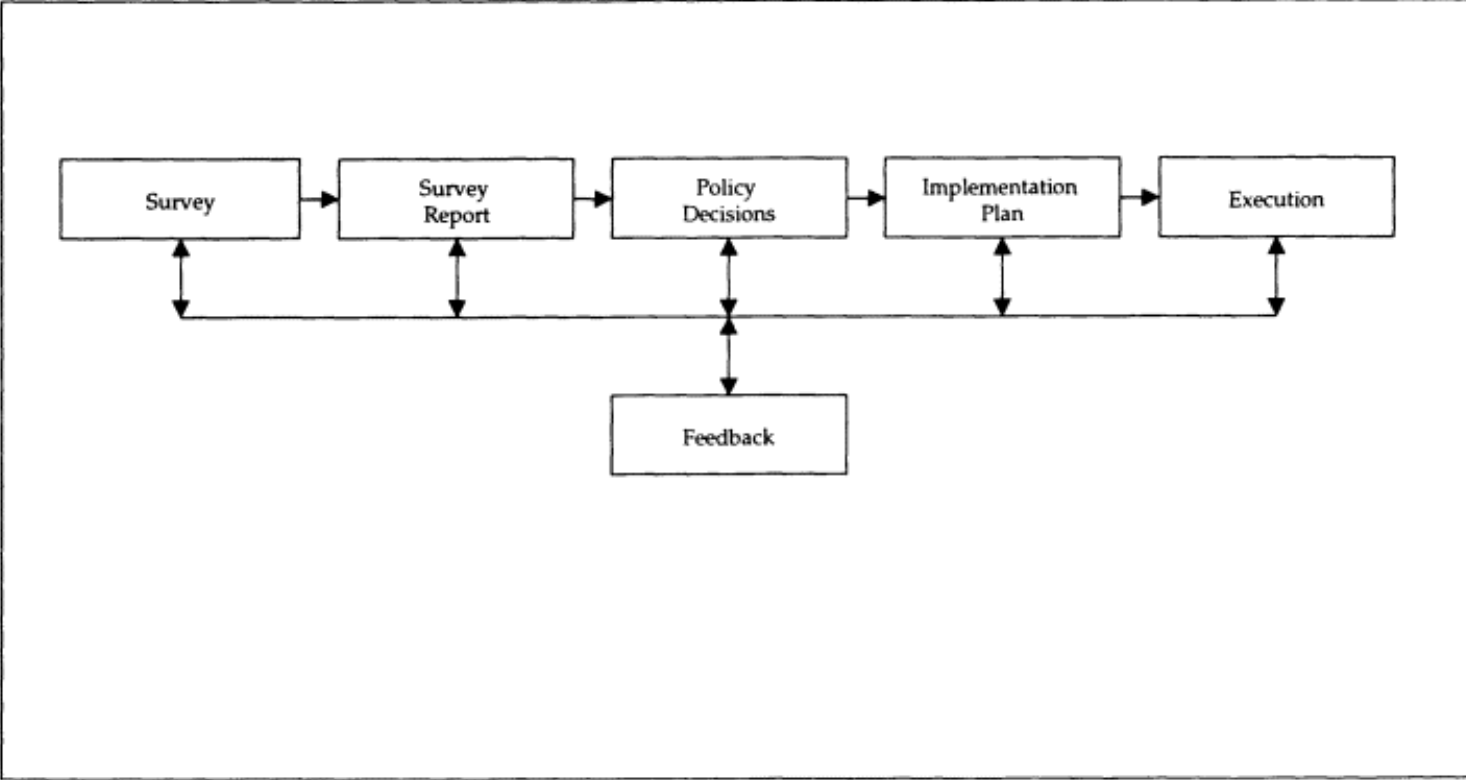 Survey
Survey
Report
Policy
Decisions
Implementation
Plan
Execution
Feedback